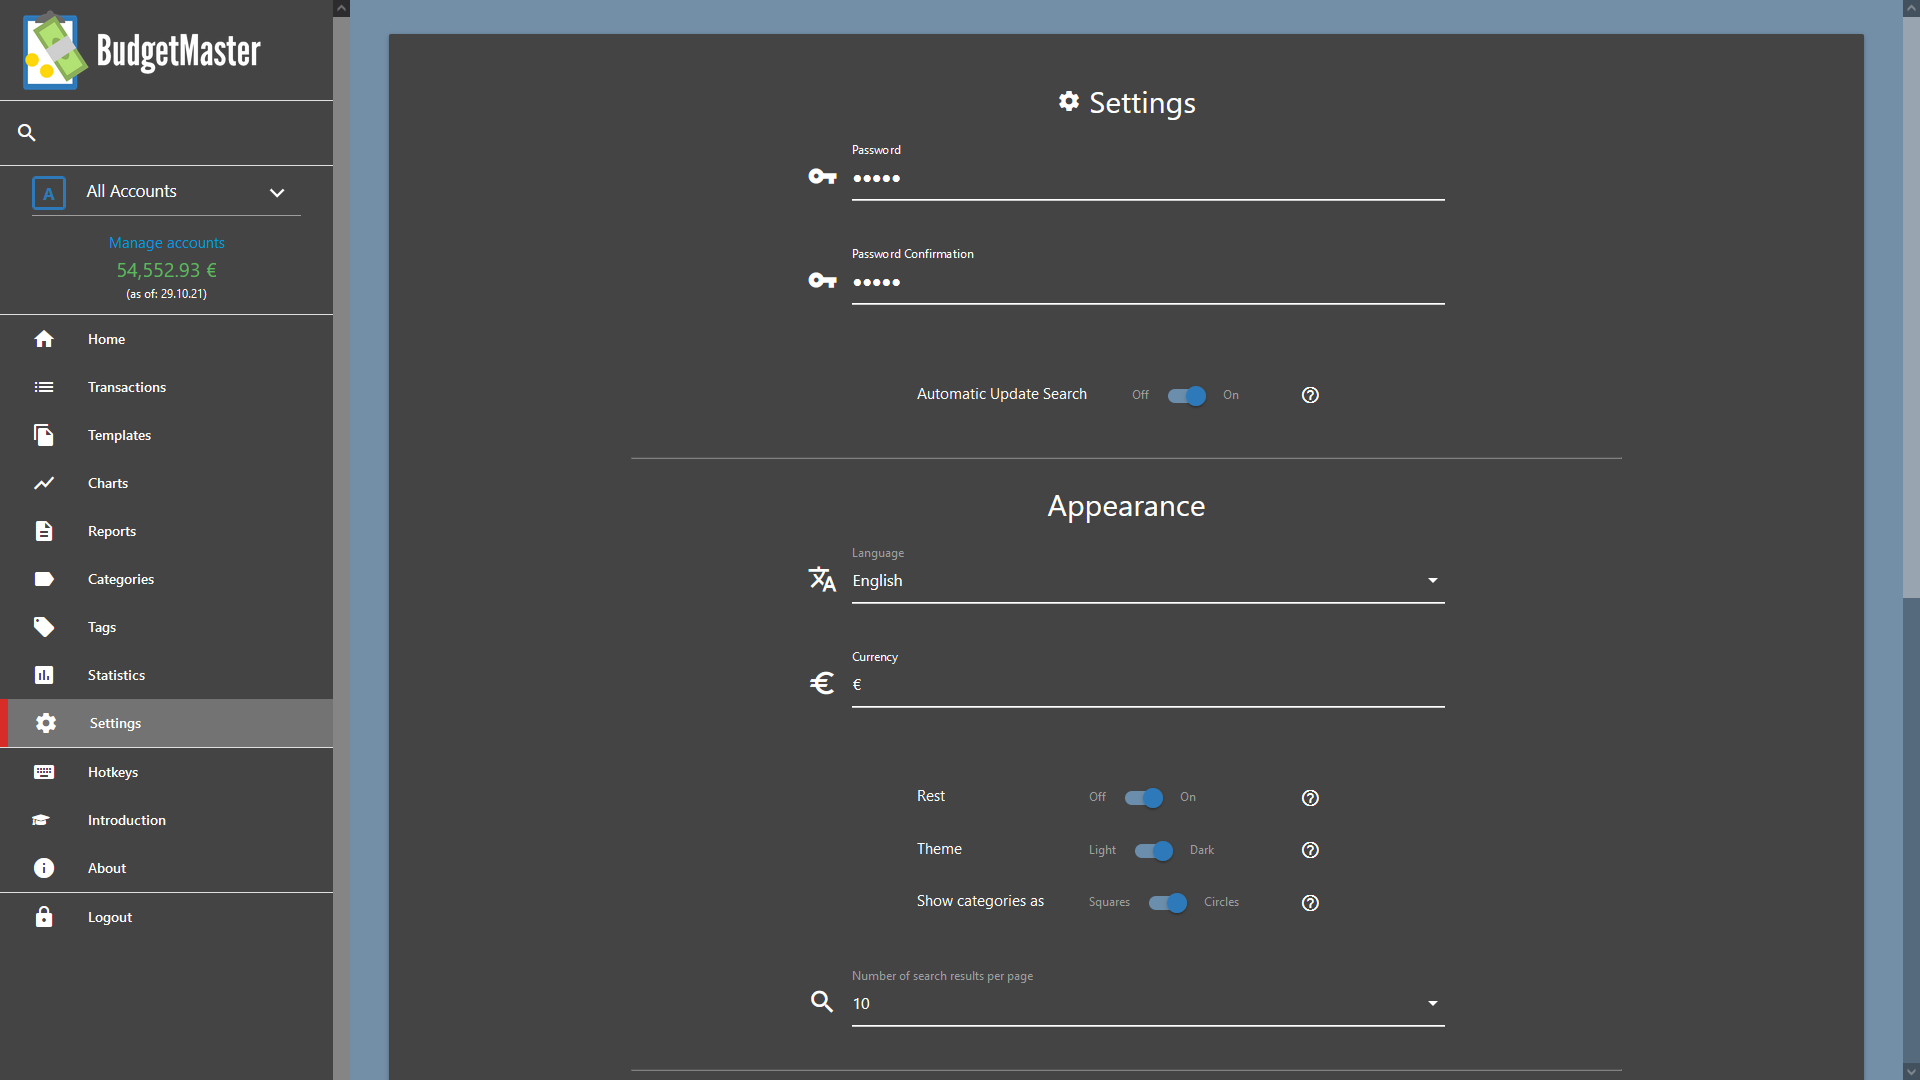 BudgetMaster
A
All Accounts
Manage accounts
54,552.93 €
(as of: 29.10.21)
Home
Transactions
Templates
Charts
Reports
Categories
Tags
Statistics
Settings
Hotkeys
Introduction
About
Logout
Settings
Password
•••••
Password Confirmation
•••••
Automatic Update Search Off On
Appearance
Language
English
Currency
€
Rest Off On
Theme Light Dark
Show categories as Squares Circles
Number of search results per page
10